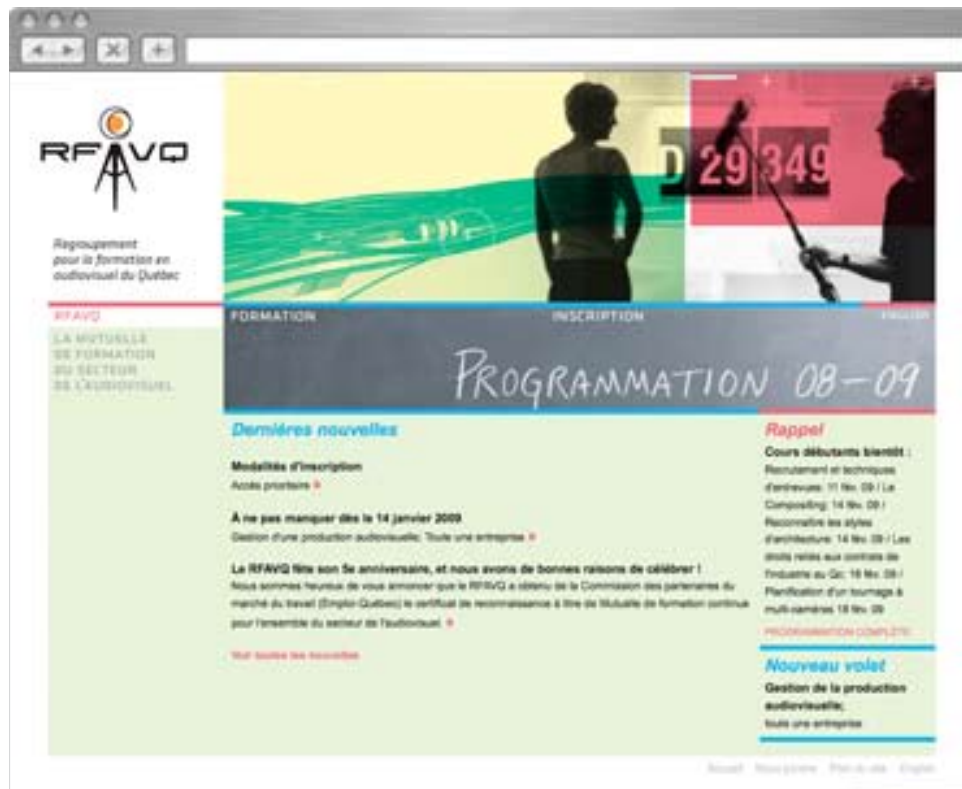 RFAVQ
Regroupement
pour la formation en
audiovisuel du Québec
D 29 349
RFAVQ
FORMATION
INSCRIPTION
ENGLISH
LA MUTUELLE
DE FORMATION
DU SECTEUR
DE L'AUDIOVISUEL
PROGRAMMATION 08–09
Dernières nouvelles
Modalités d'inscription
Accès prioritaire
À ne pas manquer dès le 14 janvier 2009
Gestion d'une production audiovisuelle; Toute une entreprise
Le RFAVQ fête son 5e anniversaire, et nous avons de bonnes raisons de célébrer !
Nous sommes heureux de vous annoncer que le RFAVQ a obtenu de la Commission des partenaires du
marché du travail (Emploi Québec) le certificat de reconnaissance à titre de Mutuelle de formation continue
pour l'ensemble du secteur de l'audiovisuel.
Voir toutes les nouvelles
Rappel
Cours débutants bientôt :
Recrutement et techniques
d'entrevues: 11 fév. 09 / Le
Compositing: 14 fév. 09 /
Reconnaître les styles
d'architecture: 14 fév. 09 / Les
droits reliés aux contrats de
l'industrie au Qc: 16 fév. 09 /
Planification d'un tournage à
multi-caméras 18 fév. 09
PROGRAMMATION COMPLÈTE
Nouveau volet
Gestion de la production
audiovisuelle;
toute une entreprise
Accueil Nous joindre Plan du site English